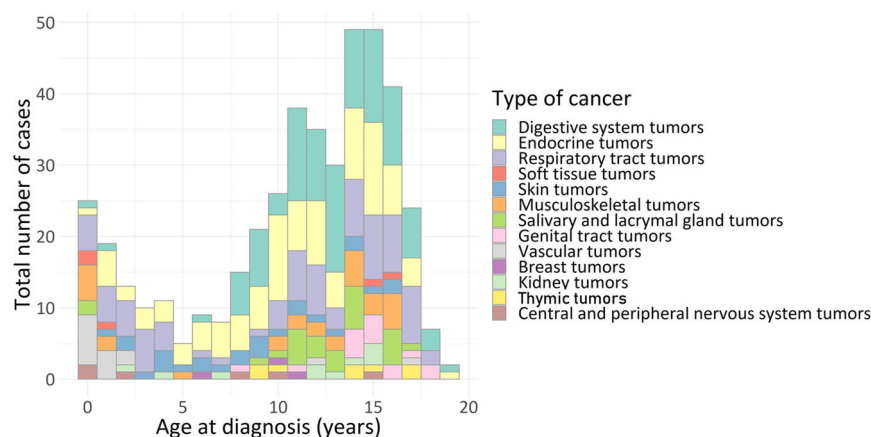 50
40
30
20
10
0
Total number of cases
0 5 10 15 20
Age at diagnosis (years)
Type of cancer
Digestive system tumors
Endocrine tumors
Respiratory tract tumors
Soft tissue tumors
Skin tumors
Musculoskeletal tumors
Salivary and lacrymal gland tumors
Genital tract tumors
Vascular tumors
Breast tumors
Kidney tumors
Thymic tumors
Central and peripheral nervous system tumors